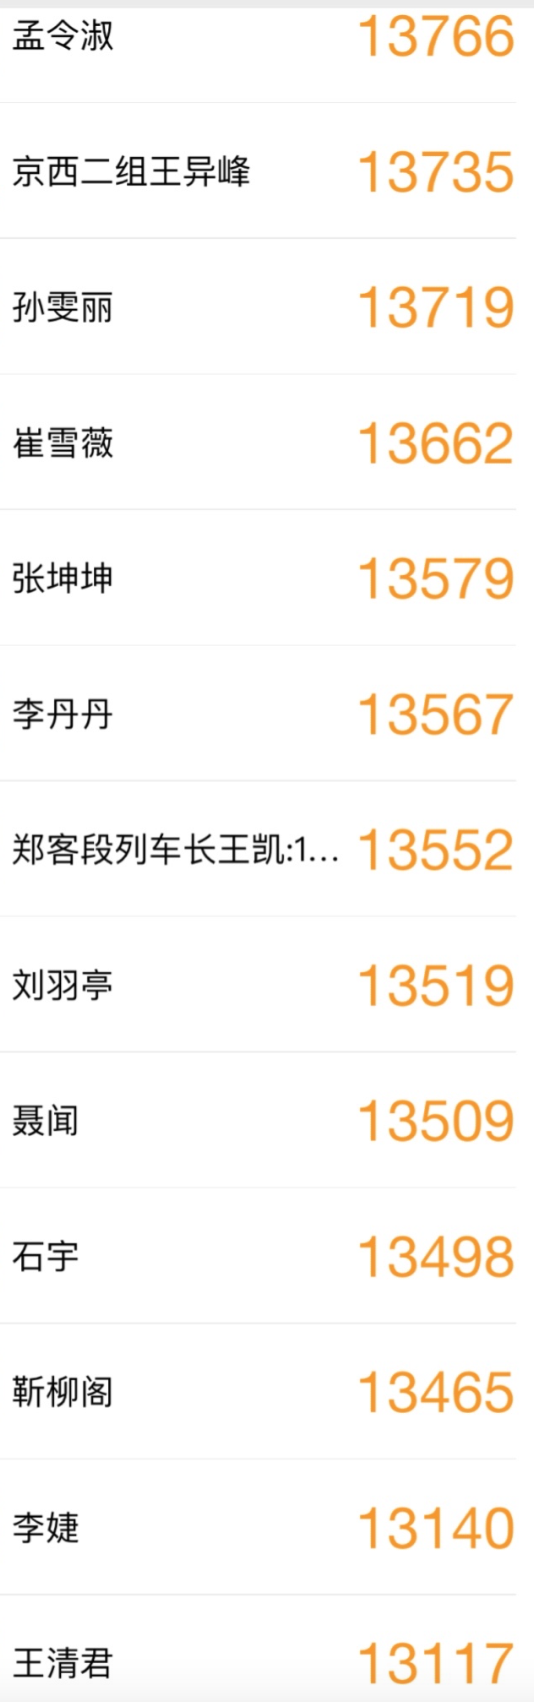 孟令淑 13766
京西二组王异峰 13735
孙雯丽 13719
崔雪薇 13662
张坤坤 13579
李丹丹 13567
郑客段列车长王凯:1... 13552
刘羽亭 13519
聂闻 13509
石宇 13498
靳柳阁 13465
李婕 13140
王清君 13117